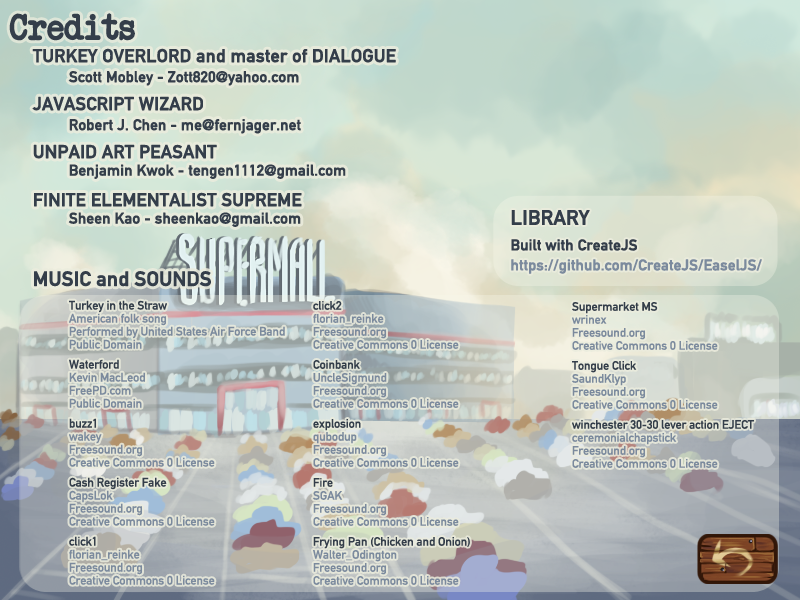 Credits
TURKEY OVERLORD and master of DIALOGUE
Scott Mobley - Zott820@yahoo.com
JAVASCRIPT WIZARD
Robert J. Chen - me@fernjager.net
UNPAID ART PEASANT
Benjamin Kwok - tengen1112@gmail.com
FINITE ELEMENTALIST SUPREME
Sheen Kao - sheenkao@gmail.com
LIBRARY
Built with CreateJS
https://github.com/CreateJS/EaselJS/
SUPERMALL
MUSIC and SOUNDS
Turkey in the Straw
American folk song
Performed by United States Air Force Band
Public Domain
Waterford
Kevin MacLeod
FreePD.com
Public Domain
buzz1
wakey
Freesound.org
Creative Commons 0 License
Cash Register Fake
CapsLok
Freesound.org
Creative Commons 0 License
click1
florian_reinke
Freesound.org
Creative Commons 0 License
click2
florian_reinke
Freesound.org
Creative Commons 0 License
Coinbank
UncleSigmund
Freesound.org
Creative Commons 0 License
explosion
qubodup
Freesound.org
Creative Commons 0 License
Fire
SGAK
Freesound.org
Creative Commons 0 License
Frying Pan (Chicken and Onion)
Walter_Odington
Freesound.org
Creative Commons 0 License
Supermarket MS
wrinex
Freesound.org
Creative Commons 0 License
Tongue Click
SaundKlyp
Freesound.org
Creative Commons 0 License
winchester 30-30 lever action EJECT
ceremonialchapstick
Freesound.org
Creative Commons 0 License